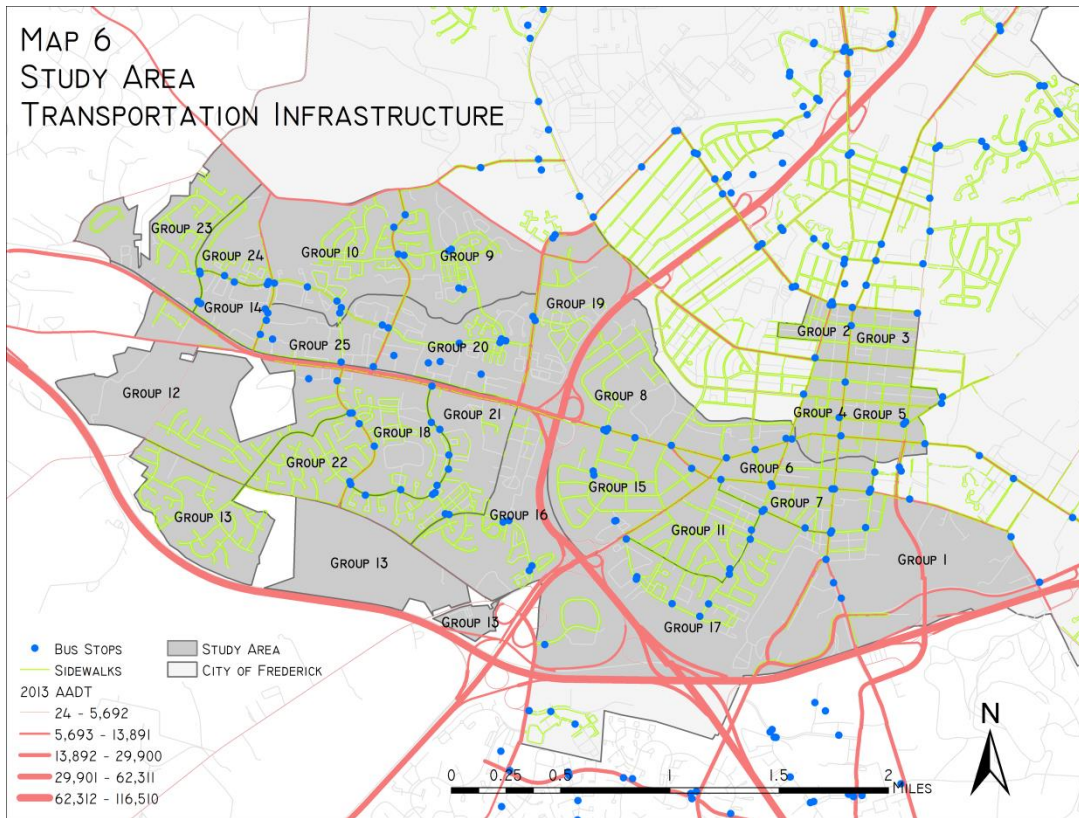 Map 6
Study Area
Transportation Infrastructure
Group 23
Group 24
Group 10
Group 9
Group 19
Group 14
Group 25
Group 20
Group 2
Group 3
Group 12
Group 8
Group 21
Group 18
Group 4
Group 5
Group 22
Group 6
Group 15
Group 7
Group 13
Group 16
Group 11
Group 13
Group 1
Group 13
Group 17
Bus Stops
Sidewalks
Study Area
City of Frederick
2013 AADT
24 - 5,692
5,693 - 13,891
13,892 - 29,900
29,901 - 62,311
62,312 - 116,510
0 0.25 0.5 1 1.5 2
Miles
N